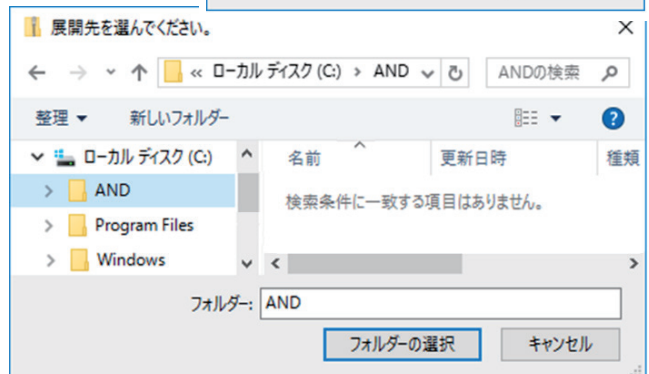 展開先を選んでください。
« ローカル ディスク (C:) > AND
ANDの検索
整理 新しいフォルダー
ローカル ディスク (C:)
AND
Program Files
Windows
名前 更新日時 種類
検索条件に一致する項目はありません。
フォルダー: AND
フォルダーの選択 キャンセル